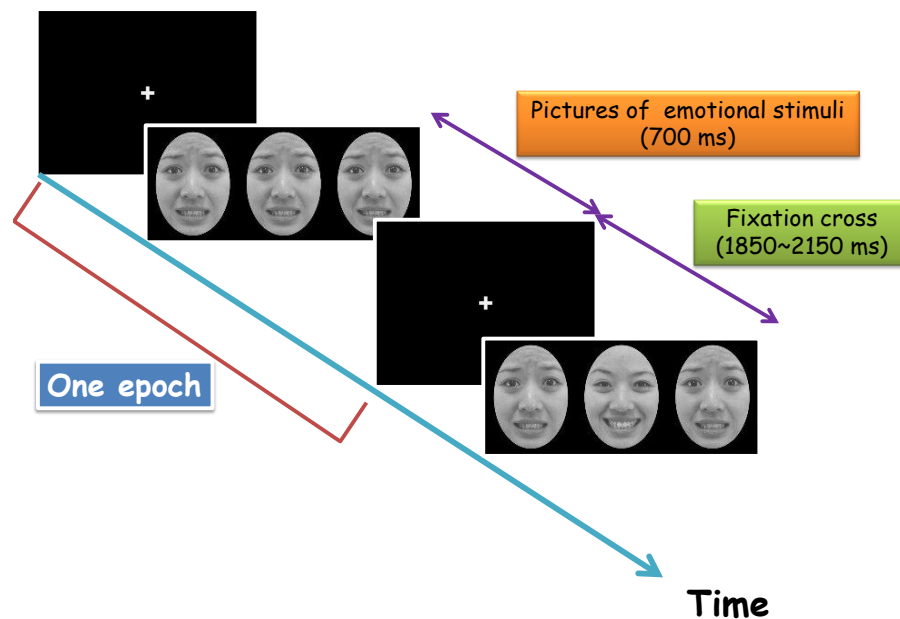 Pictures of emotional stimuli
(700 ms)
Fixation cross
(1850~2150 ms)
One epoch
Time